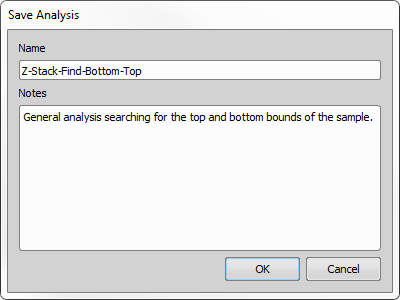 Save Analysis
Name
Z-Stack-Find-Bottom-Top
Notes
General analysis searching for the top and bottom bounds of the sample.
OK
Cancel